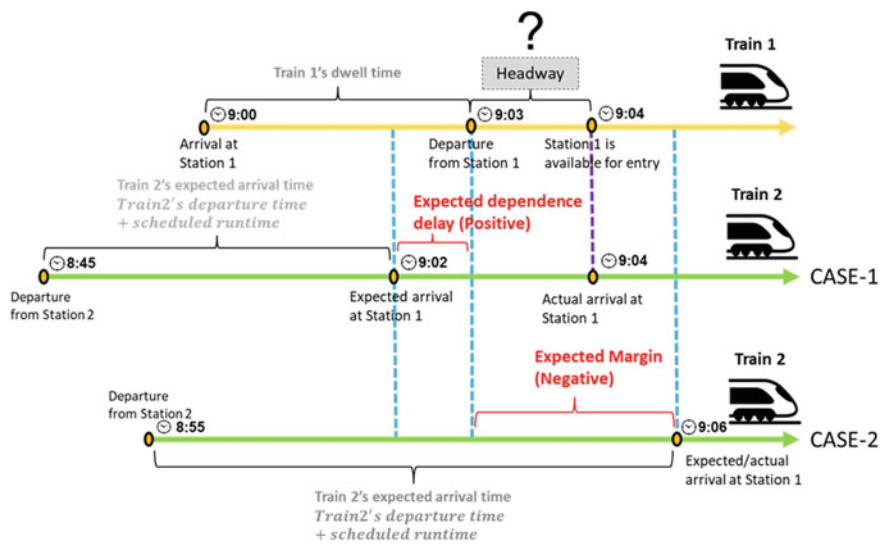 ?
Train 1
Train 1's dwell time
Headway
9:00
9:03
9:04
Arrival at
Station 1
Departure
from Station 1
Station 1 is
available for entry
Train 2's expected arrival time
Train2's departure time
+ scheduled runtime
Expected dependence
delay (Positive)
Train 2
8:45
9:02
9:04
CASE-1
Departure
from Station 2
Expected arrival
at Station 1
Actual arrival at
Station 1
Expected Margin
(Negative)
Train 2
Departure
from Station 2
8:55
9:06
CASE-2
Expected/actual
arrival at Station 1
Train 2's expected arrival time
Train2's departure time
+ scheduled runtime